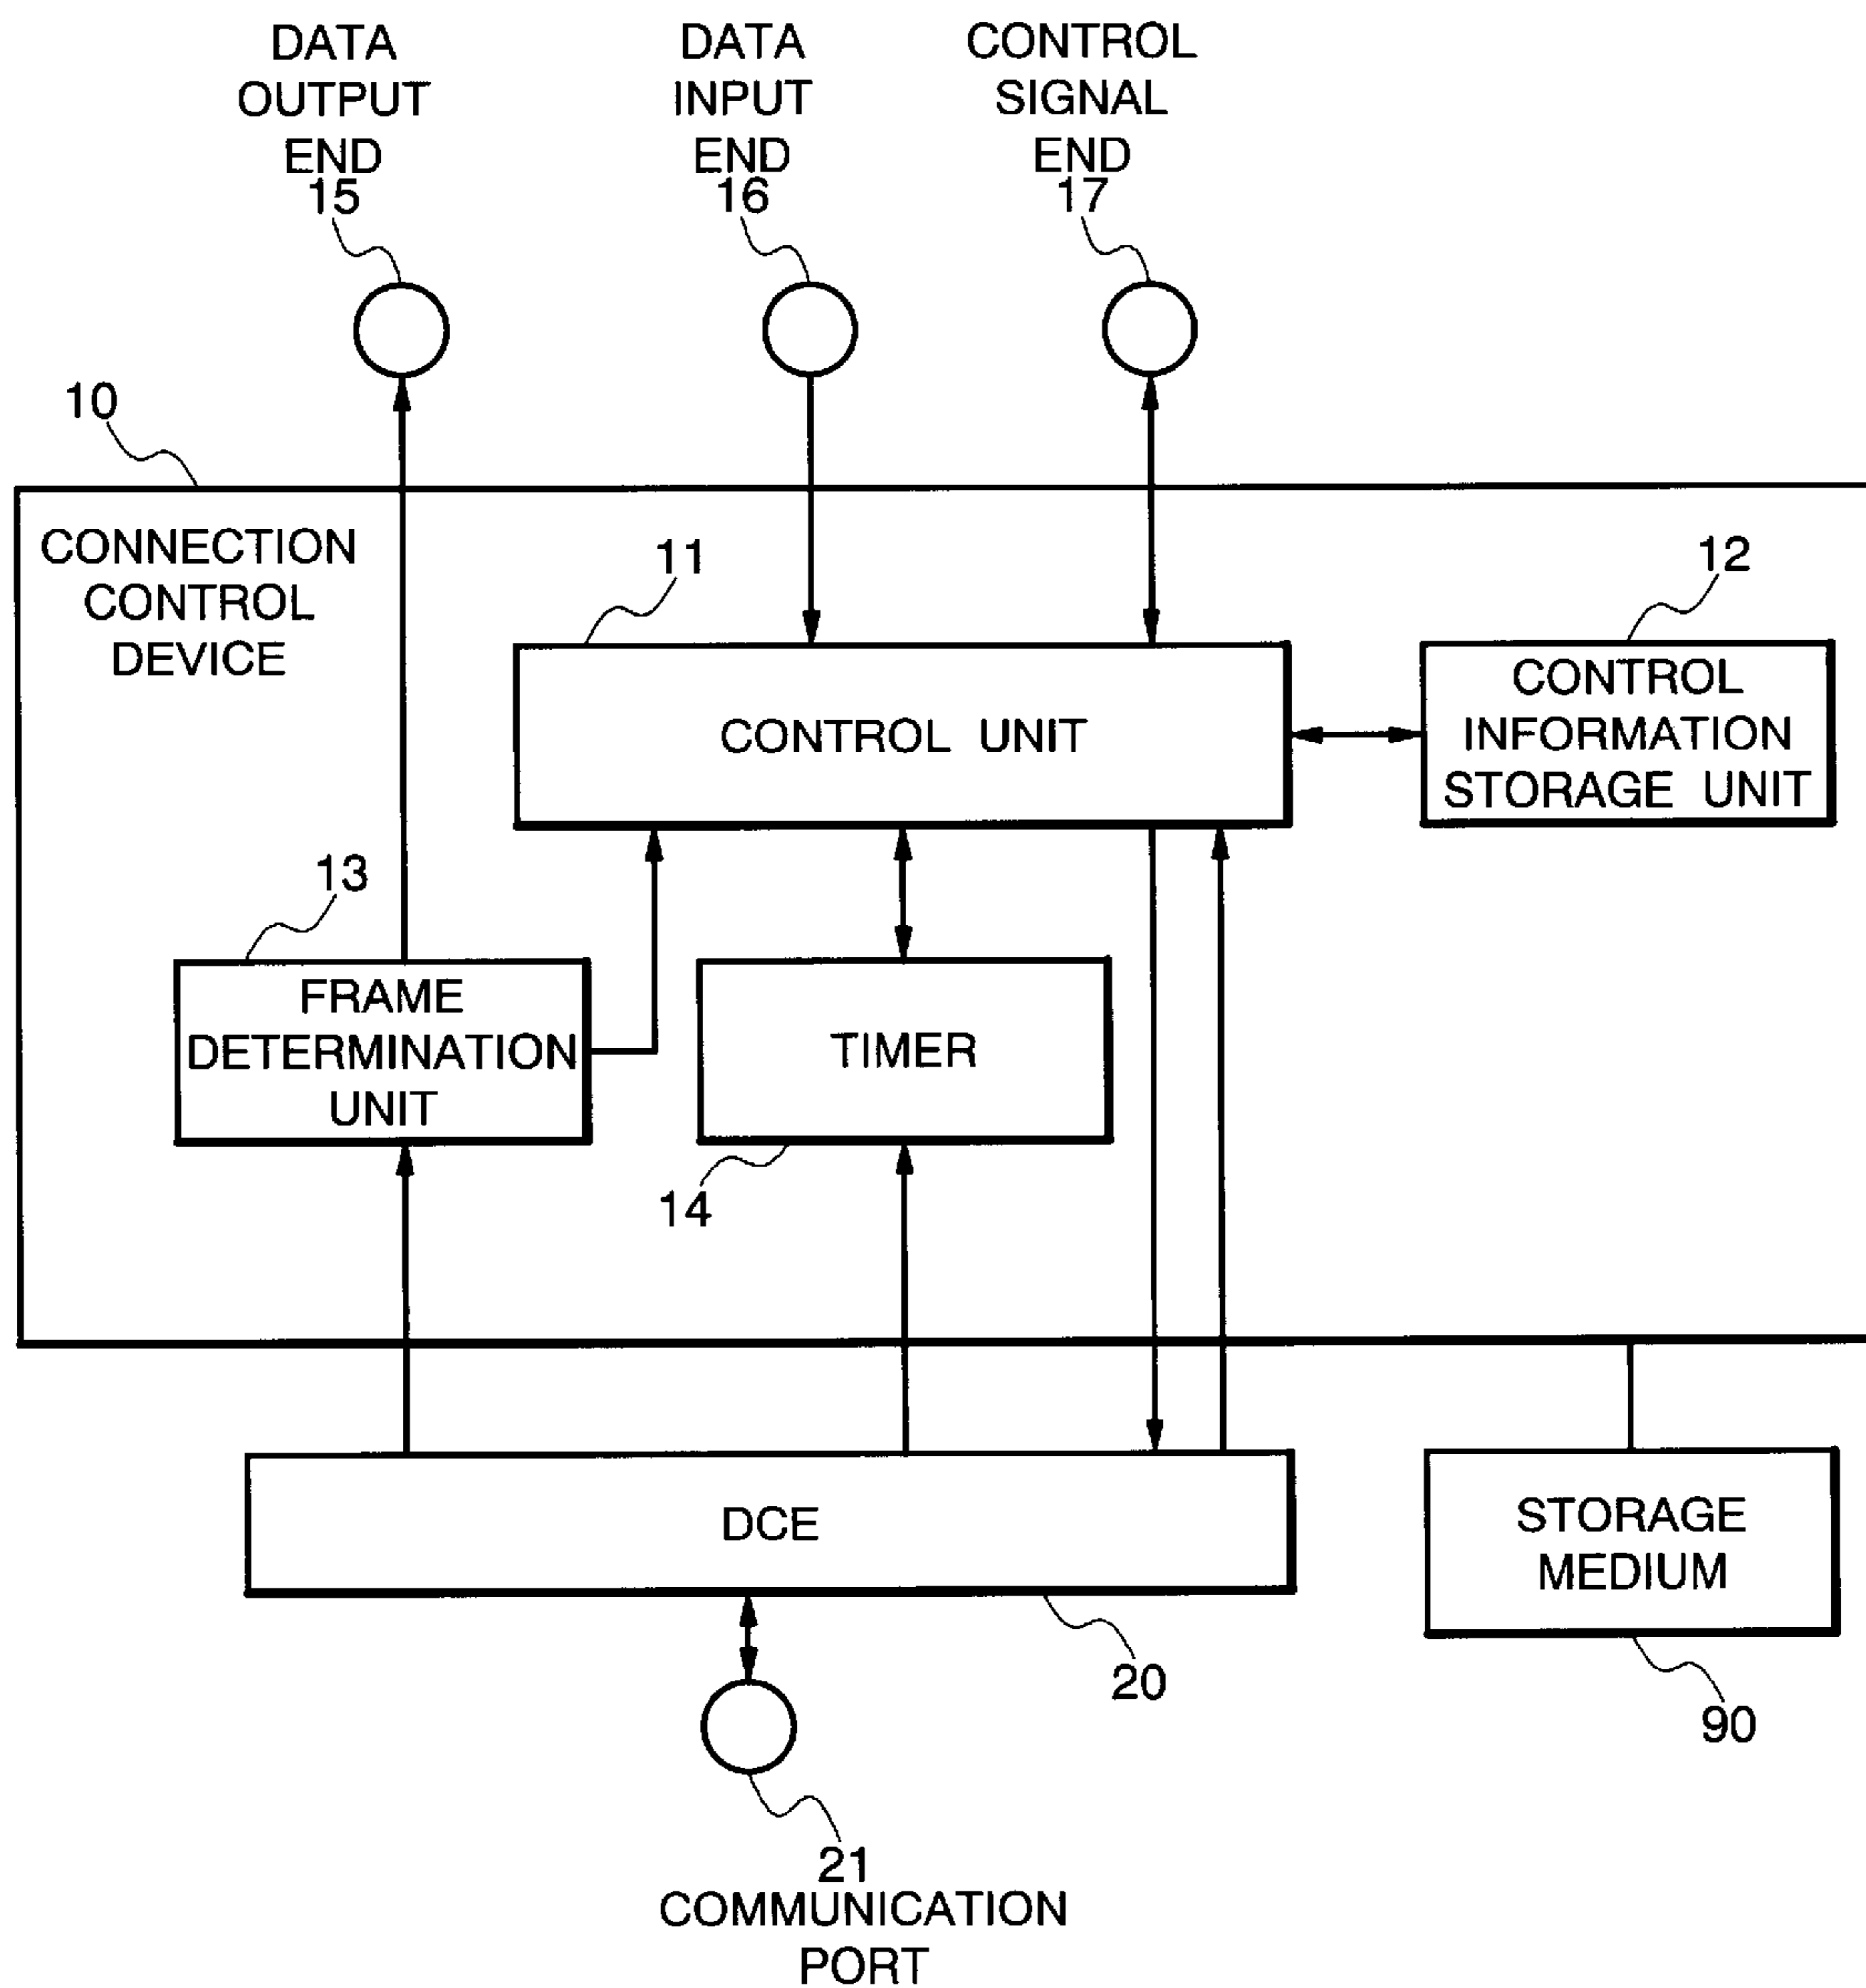 DATA
OUTPUT
END
15
DATA
INPUT
END
16
CONTROL
SIGNAL
END
17
10
CONNECTION
CONTROL
DEVICE
11
12
CONTROL UNIT
CONTROL
INFORMATION
STORAGE UNIT
13
FRAME
DETERMINATION
UNIT
TIMER
14
DCE
STORAGE
MEDIUM
20
90
21
COMMUNICATION
PORT